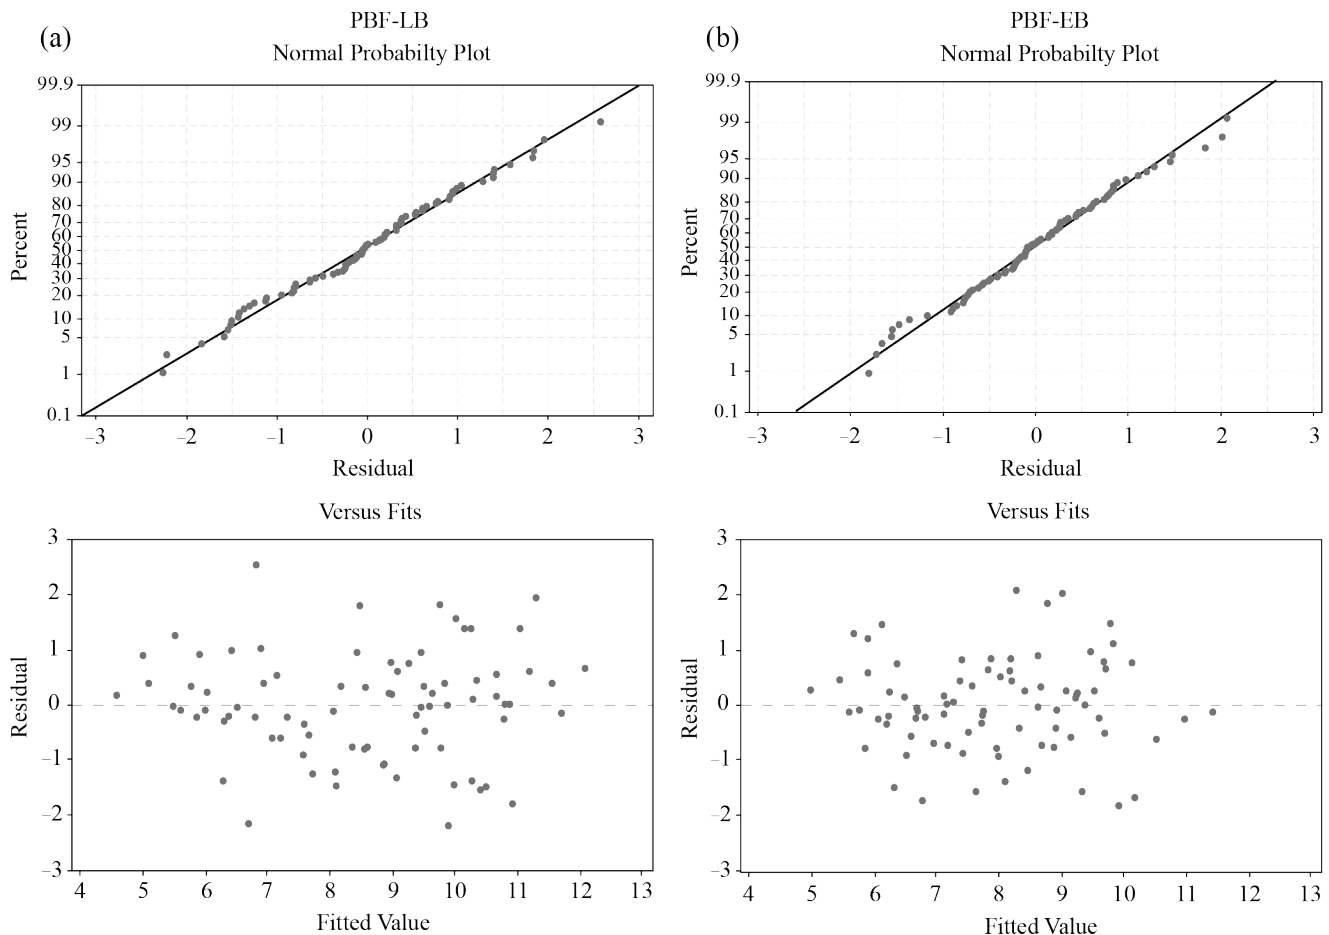 (a)
PBF-LB
Normal Probabilty Plot
99.9
99
95
90
80
70
60
50
40
30
20
10
5
1
0.1
Percent
–3 –2 –1 0 1 2 3
Residual
(b)
PBF-EB
Normal Probabilty Plot
99.9
99
95
90
80
70
60
50
40
30
20
10
5
1
0.1
Percent
–3 –2 –1 0 1 2 3
Residual
Versus Fits
3
2
1
0
–1
–2
–3
Residual
4 5 6 7 8 9 10 11 12 13
Fitted Value
Versus Fits
3
2
1
0
–1
–2
–3
Residual
4 5 6 7 8 9 10 11 12 13
Fitted Value